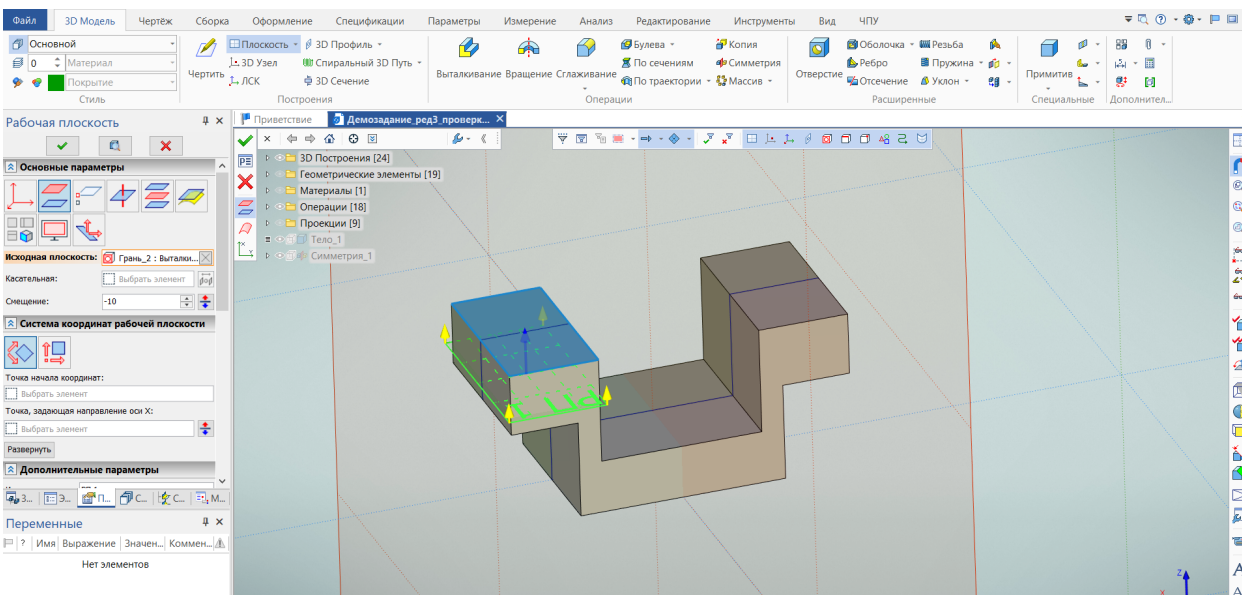 Файл 3D Модель Чертёж Сборка Оформление Спецификации Параметры Измерение Анализ Редактирование Инструменты Вид ЧПУ
Основной
0 Материал
Покрытие
Стиль
Чертить
Плоскость 3D Профиль
3D Узел Спиральный 3D Путь
ЛСК 3D Сечение
Построения
Выталкивание Вращение Сглаживание
Булева Копия
По сечениям Симметрия
По траектории Массив
Операции
Отверстие
Оболочка Резьба
Ребро Пружина
Отсечение Уклон
Расширенные
Примитив
Специальные
Дополнител...
Рабочая плоскость
Приветствие Демозадание_ред3_проверк...
Основные параметры
Исходная плоскость: Грань_2 : Выталки...
Касательная: Выбрать элемент
Смещение: -10
Система координат рабочей плоскости
Точка начала координат:
Выбрать элемент
Точка, задающая направление оси X:
Выбрать элемент
Развернуть
Дополнительные параметры
З... Э... П... С... С... М...
Переменные
? Имя Выражение Значен... Коммен...
Нет элементов
3D Построения [24]
Геометрические элементы [19]
Материалы [1]
Операции [18]
Проекции [9]
Тело_1
Симметрия_1
Z
X